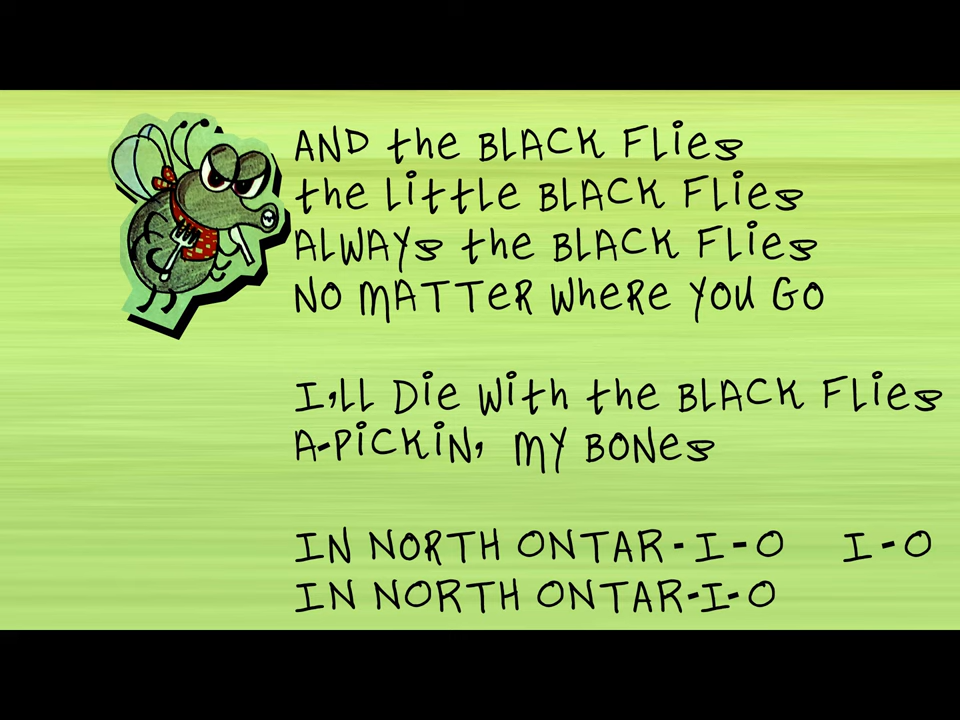 AND the BLACK FLies
the Little BLACK FLies
ALWAYs the BLACK FLies
NO MATTER WHeRe YOU GO
I,LL Die With the BLACK FLies
A-PiCKiN, MY BONes
IN NORTH ONTAR-I-O I-O
IN NORTH ONTAR-I-O